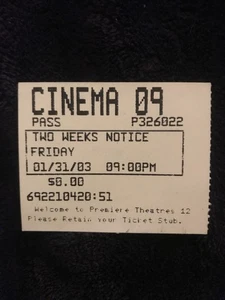 CINEMA 09
PASS P326022
TWO WEEKS NOTICE
FRIDAY
01/31/03 09:00PM
$0.00
692210420:51
Welcome to Premiere Theatres 12
Please Retain your Ticket Stub.